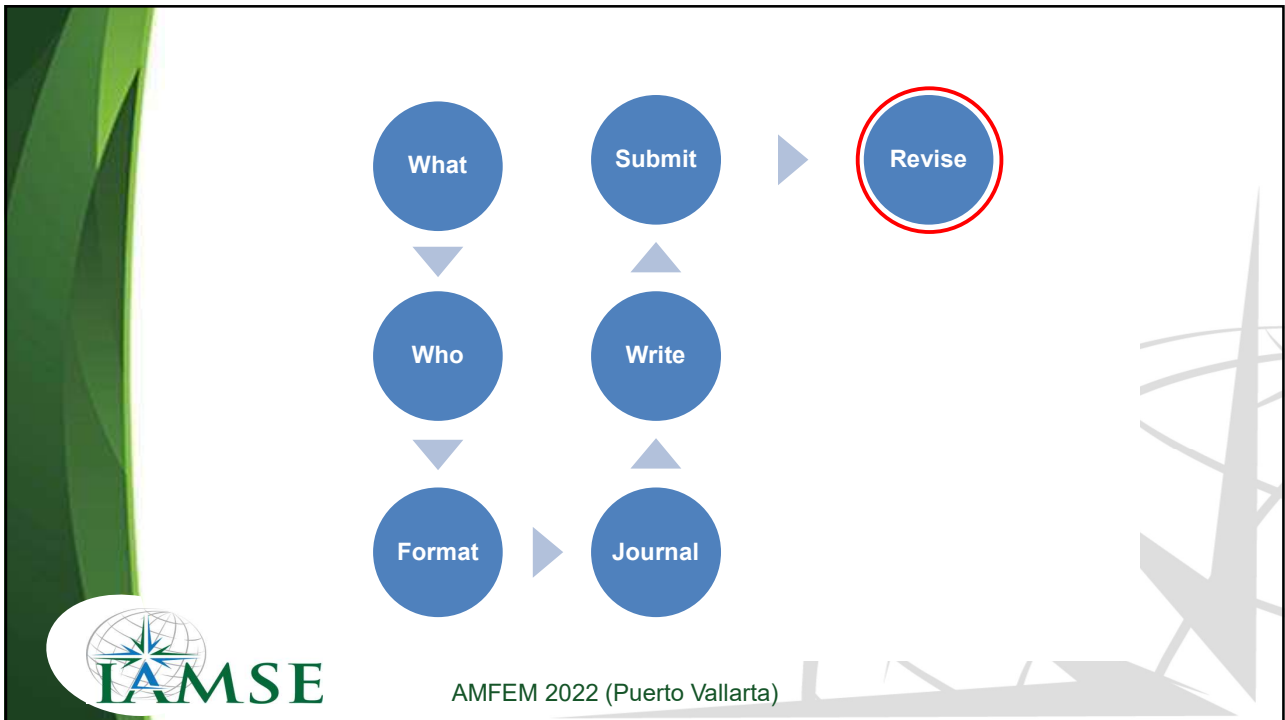 What
Who
Format
Journal
Write
Submit
Revise
IAMSE
AMFEM 2022 (Puerto Vallarta)